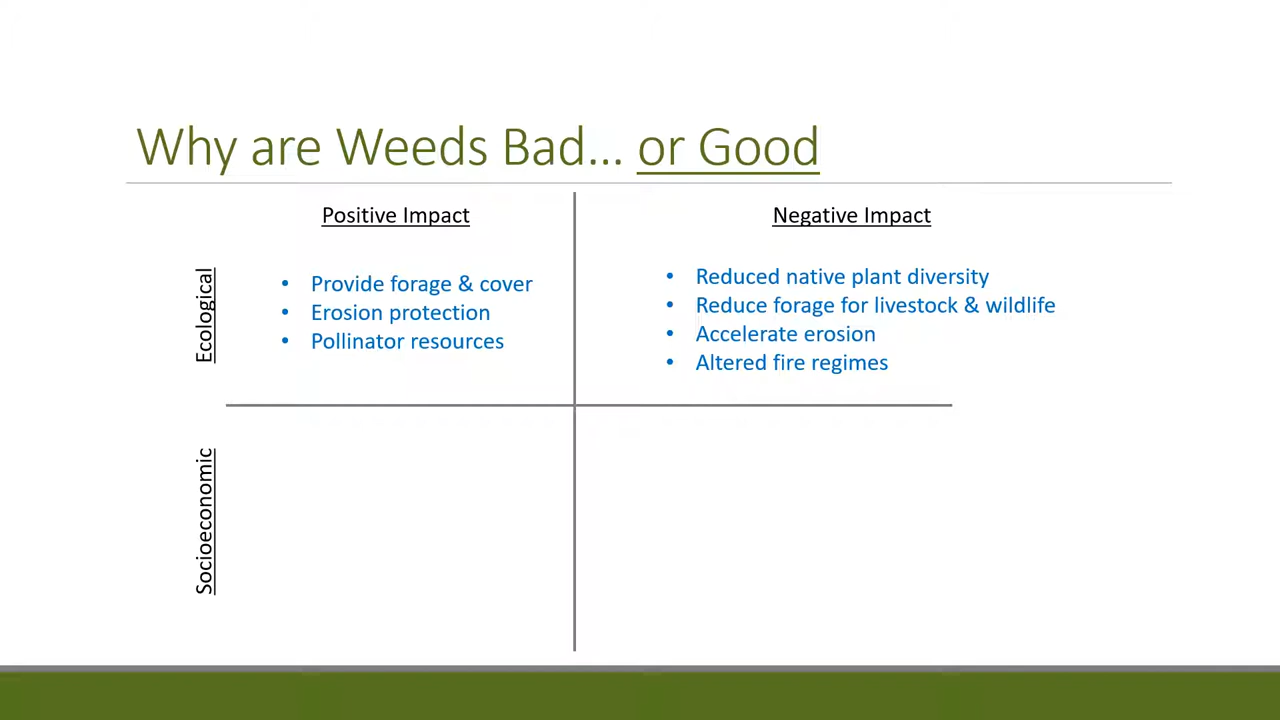 Why are Weeds Bad... or Good
Positive Impact
Negative Impact
Ecological
• Provide forage & cover
• Erosion protection
• Pollinator resources
• Reduced native plant diversity
• Reduce forage for livestock & wildlife
• Accelerate erosion
• Altered fire regimes
Socioeconomic